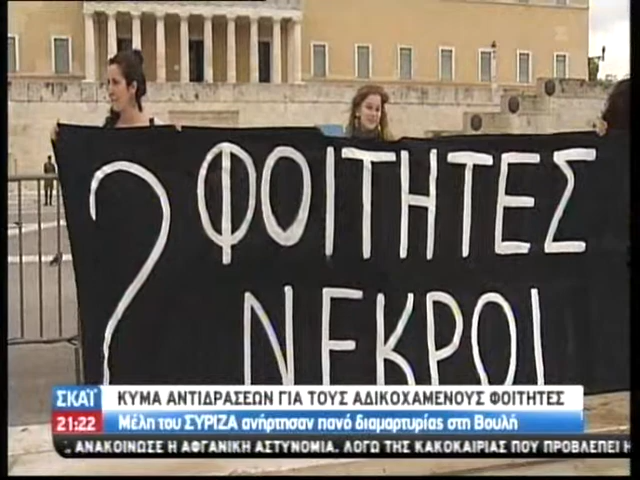 2 ΦΟΙΤΗΤΕΣ
ΝΕΚΡΟΙ
ΣΚΑΪ
ΚΥΜΑ ΑΝΤΙΔΡΑΣΕΩΝ ΓΙΑ ΤΟΥΣ ΑΔΙΚΟΧΑΜΕΝΟΥΣ ΦΟΙΤΗΤΕΣ
21:22
Μέλη του ΣΥΡΙΖΑ ανήρτησαν πανό διαμαρτυρίας στη Βουλή
. ΑΝΑΚΟΙΝΩΣΕ Η ΑΦΓΑΝΙΚΗ ΑΣΤΥΝΟΜΙΑ. ΛΟΓΩ ΤΗΣ ΚΑΚΟΚΑΙΡΙΑΣ ΠΟΥ ΠΡΟΒΛΕΠΕΙ Η